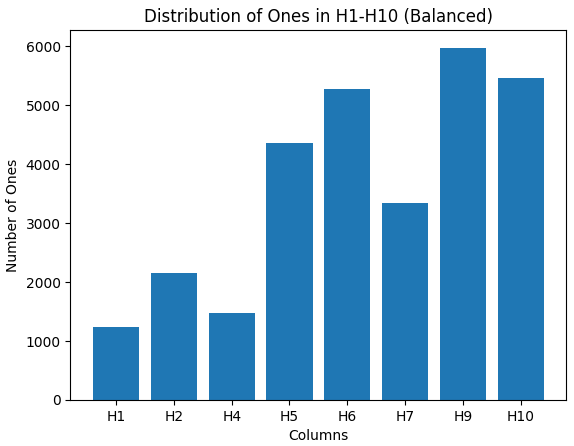 Distribution of Ones in H1-H10 (Balanced)
6000
5000
4000
3000
2000
1000
0
Number of Ones
H1 H2 H4 H5 H6 H7 H9 H10
Columns